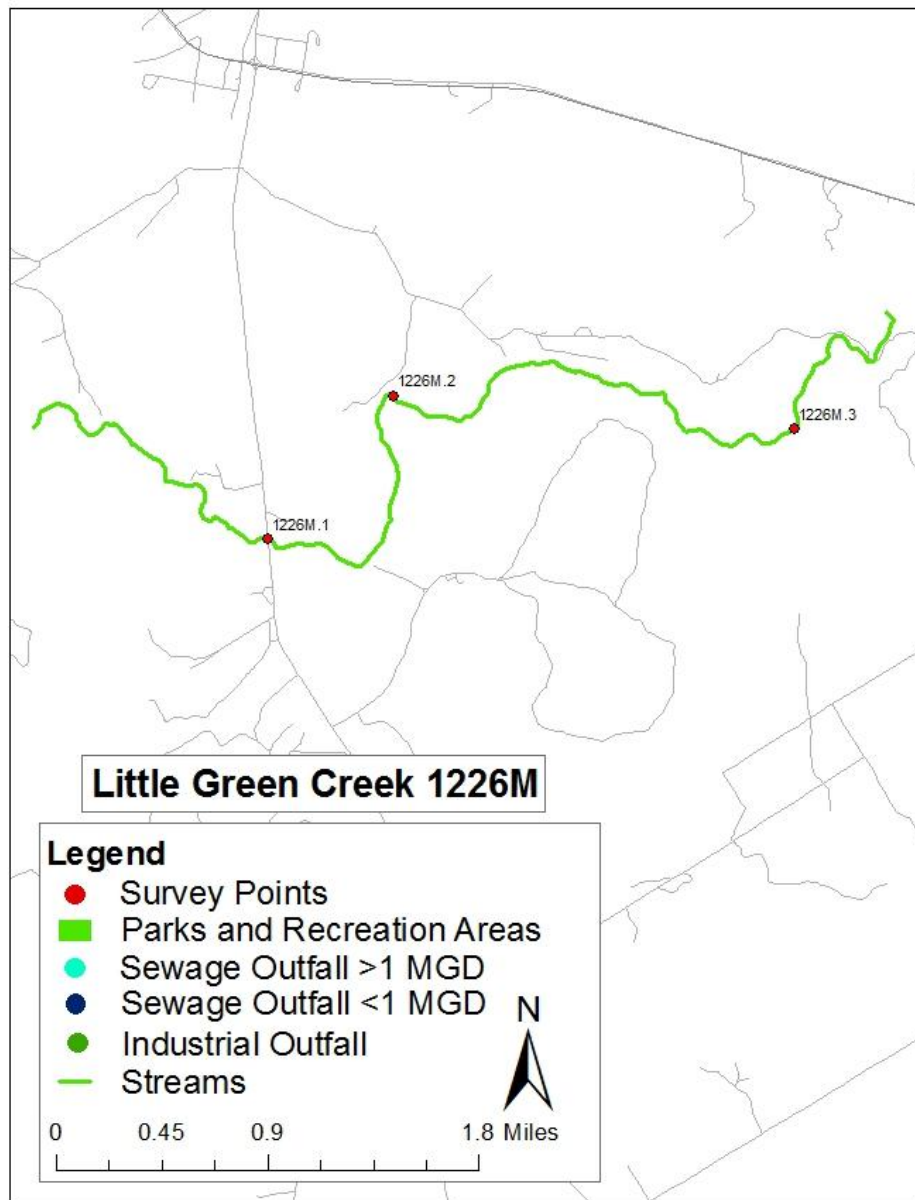 1226M.2
1226M.3
1226M.1
Little Green Creek 1226M
Legend
Survey Points
Parks and Recreation Areas
Sewage Outfall >1 MGD
Sewage Outfall <1 MGD
Industrial Outfall
Streams
N
0 0.45 0.9 1.8 Miles